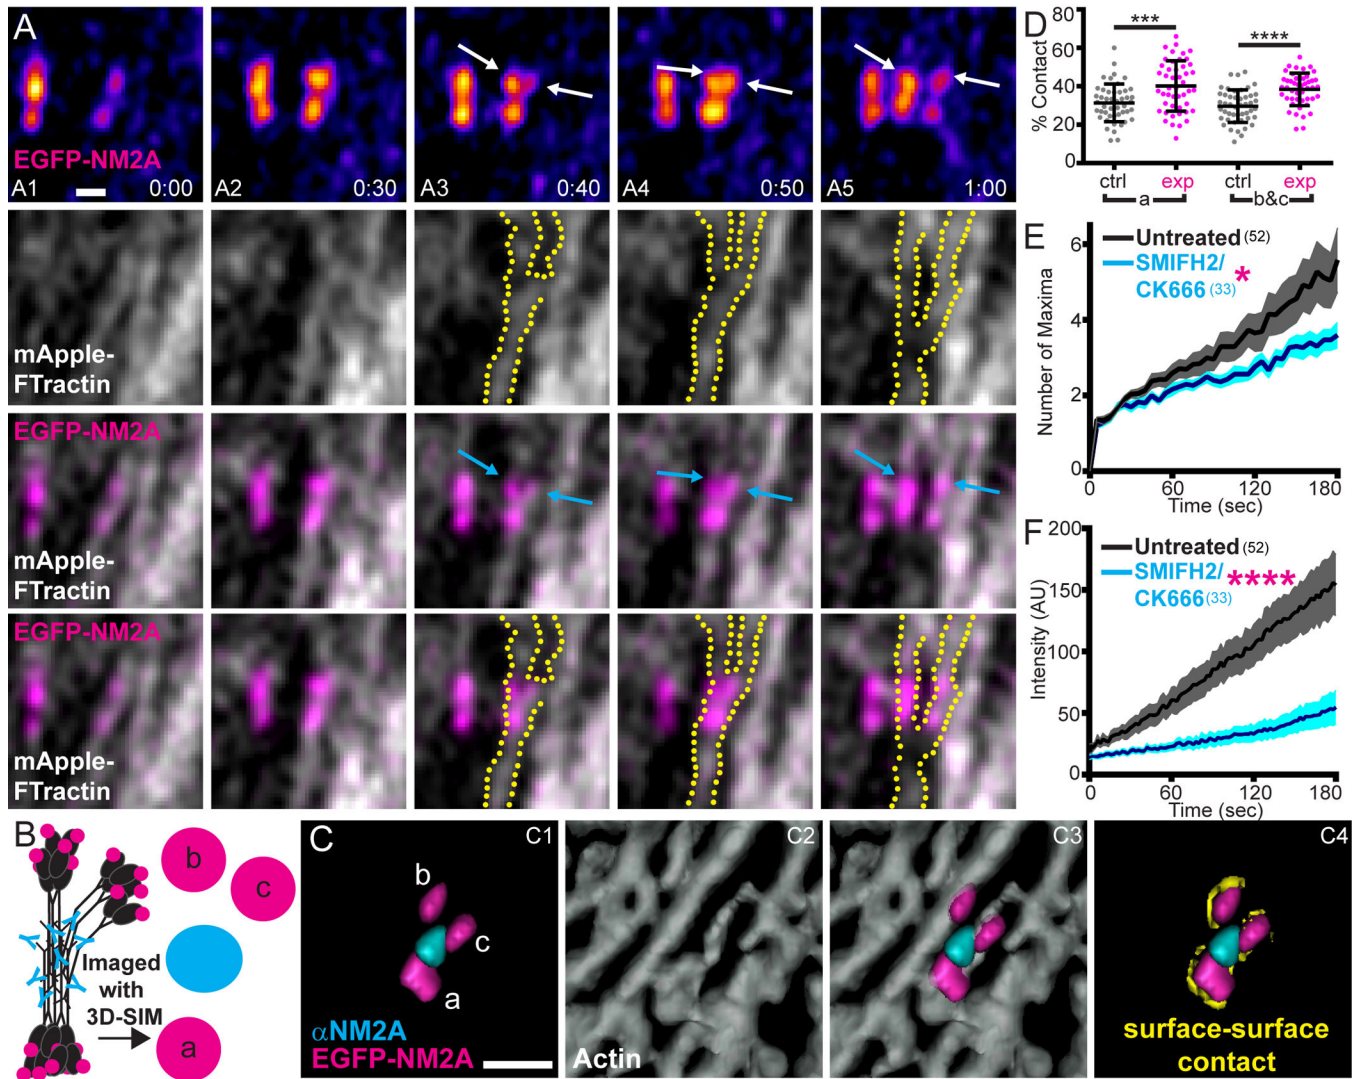 A
EGFP-NM2A
A1
0:00
A2
0:30
A3
0:40
A4
0:50
A5
1:00
mApple-
FTractin
EGFP-NM2A
mApple-
FTractin
EGFP-NM2A
mApple-
FTractin
B
b
c
a
Imaged
with
3D-SIM
C
C1
b
c
a
αNM2A
EGFP-NM2A
C2
Actin
C3
C4
surface-surface
contact
D
% Contact
80
60
40
20
0
***
****
ctrl
exp
ctrl
exp
a
b&c
E
Number of Maxima
6
4
2
0
Untreated (52)
SMIFH2/
CK666 (33)
*
0
60
120
180
Time (sec)
F
Intensity (AU)
200
150
100
50
0
Untreated (52)
SMIFH2/
CK666 (33)
****
0
60
120
180
Time (sec)